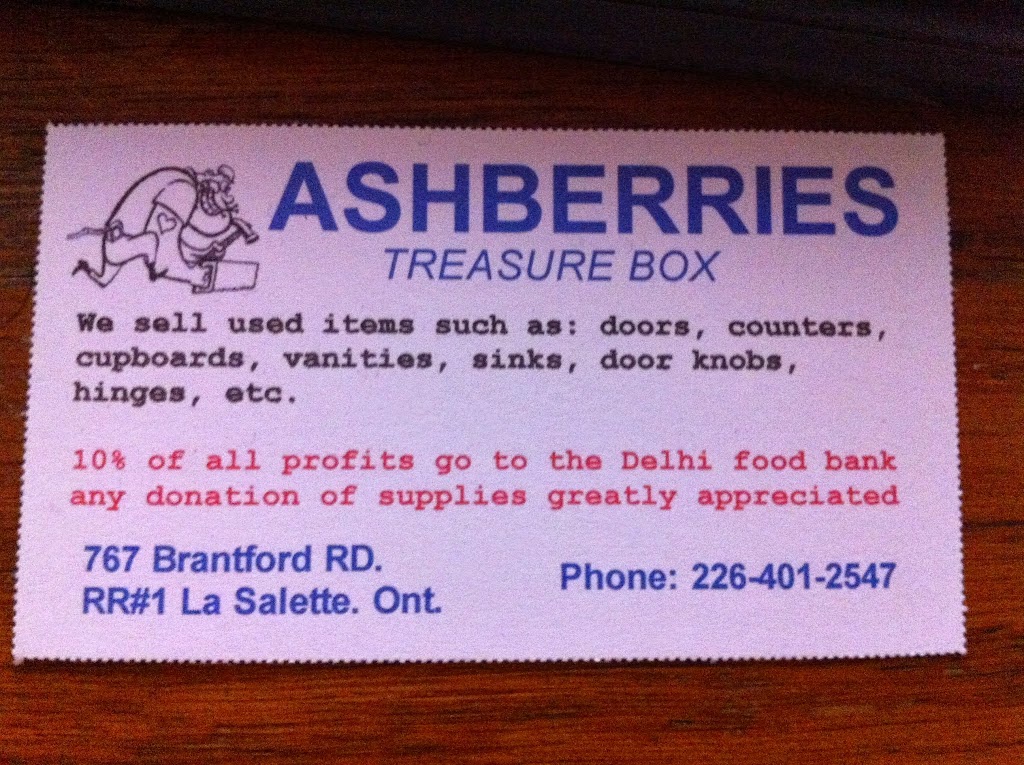 ASHBERRIES
TREASURE BOX
We sell used items such as: doors, counters,
cupboards, vanities, sinks, door knobs,
hinges, etc.
10% of all profits go to the Delhi food bank
any donation of supplies greatly appreciated
767 Brantford RD.
RR#1 La Salette. Ont.
Phone: 226-401-2547